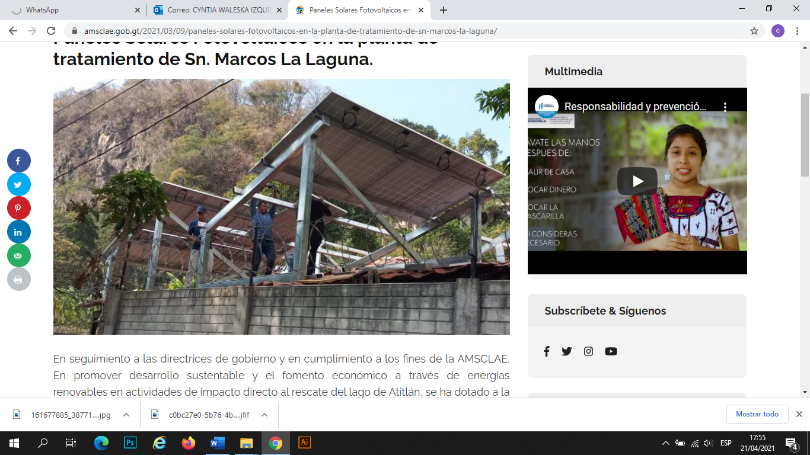 WhatsApp
Correo: CYNTIA WALESKA IZQUIE
Paneles Solares Fotovoltaicos en
amsclae.gob.gt/2021/03/09/paneles-solares-fotovoltaicos-en-la-planta-de-tratamiento-de-sn-marcos-la-laguna/
Paneles Solares Fotovoltaicos en la planta de
tratamiento de Sn. Marcos La Laguna.
Multimedia
Responsabilidad y prevenció...
AVATE LAS MANOS
ESPUES DE:
ALIR DE CASA
OCAR DINERO
OCAR LA
ASCARILLA
I CONSIDERAS
ECESARIO
Subscríbete & Síguenos
En seguimiento a las directrices de gobierno y en cumplimiento a los fines de la AMSCLAE.
En promover desarrollo sustentable y el fomento económico a través de energías
renovables en actividades de impacto directo al rescate del lago de Atitlán, se ha dotado a la
161677885_38771....jpg
c0bc27e0-5b76-4b....jfif
Mostrar todo
ESP
17:55
21/04/2021
4